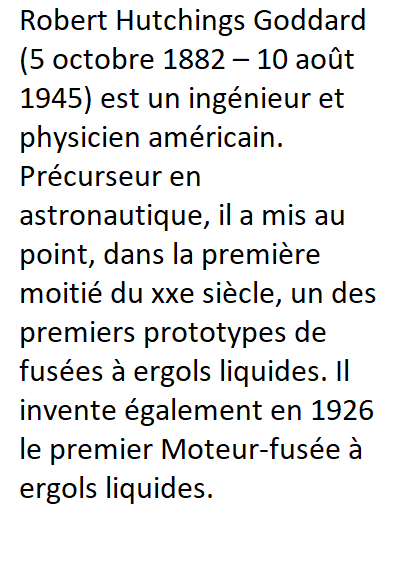 Robert Hutchings Goddard
(5 octobre 1882 – 10 août
1945) est un ingénieur et
physicien américain.
Précurseur en
astronautique, il a mis au
point, dans la première
moitié du xxe siècle, un des
premiers prototypes de
fusées à ergols liquides. Il
invente également en 1926
le premier Moteur-fusée à
ergols liquides.